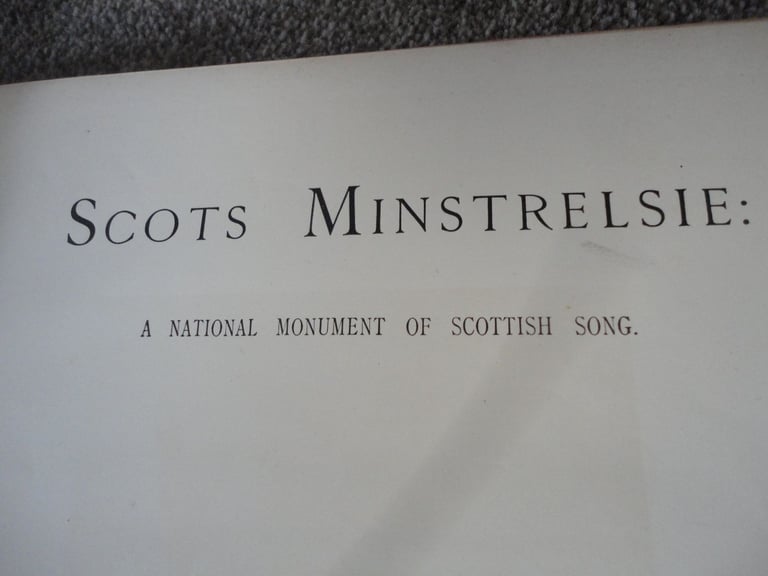 SCOTS MINSTRELSIE:
A NATIONAL MONUMENT OF SCOTTISH SONG.